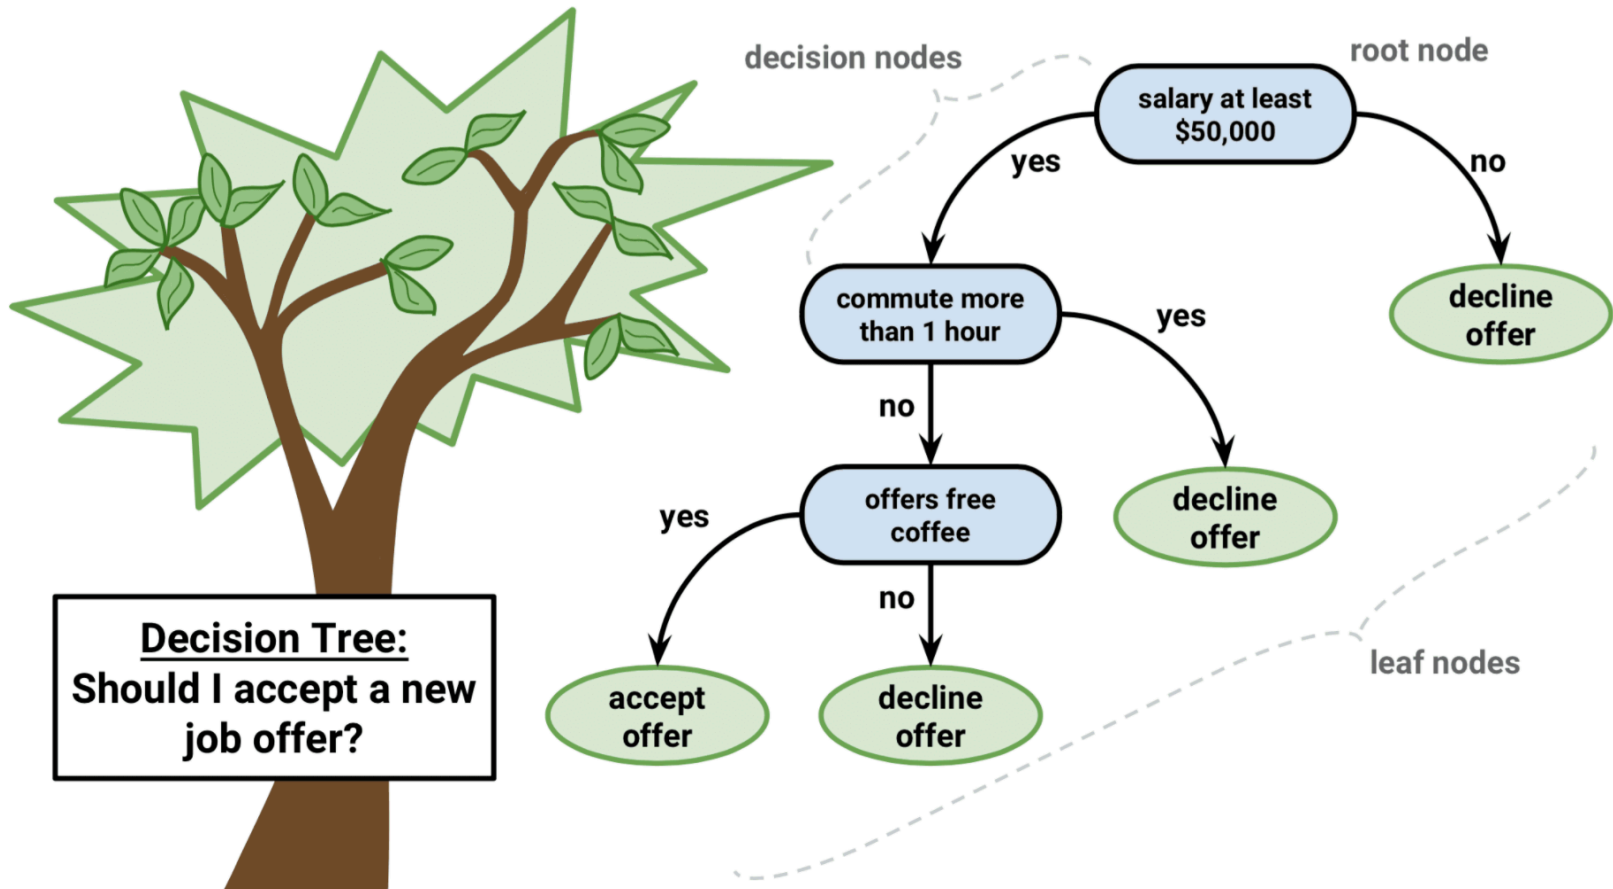 decision nodes
root node
salary at least
$50,000
yes
no
commute more
than 1 hour
yes
decline
offer
no
offers free
coffee
yes
decline
offer
no
accept
offer
decline
offer
leaf nodes
Decision Tree:
Should I accept a new
job offer?